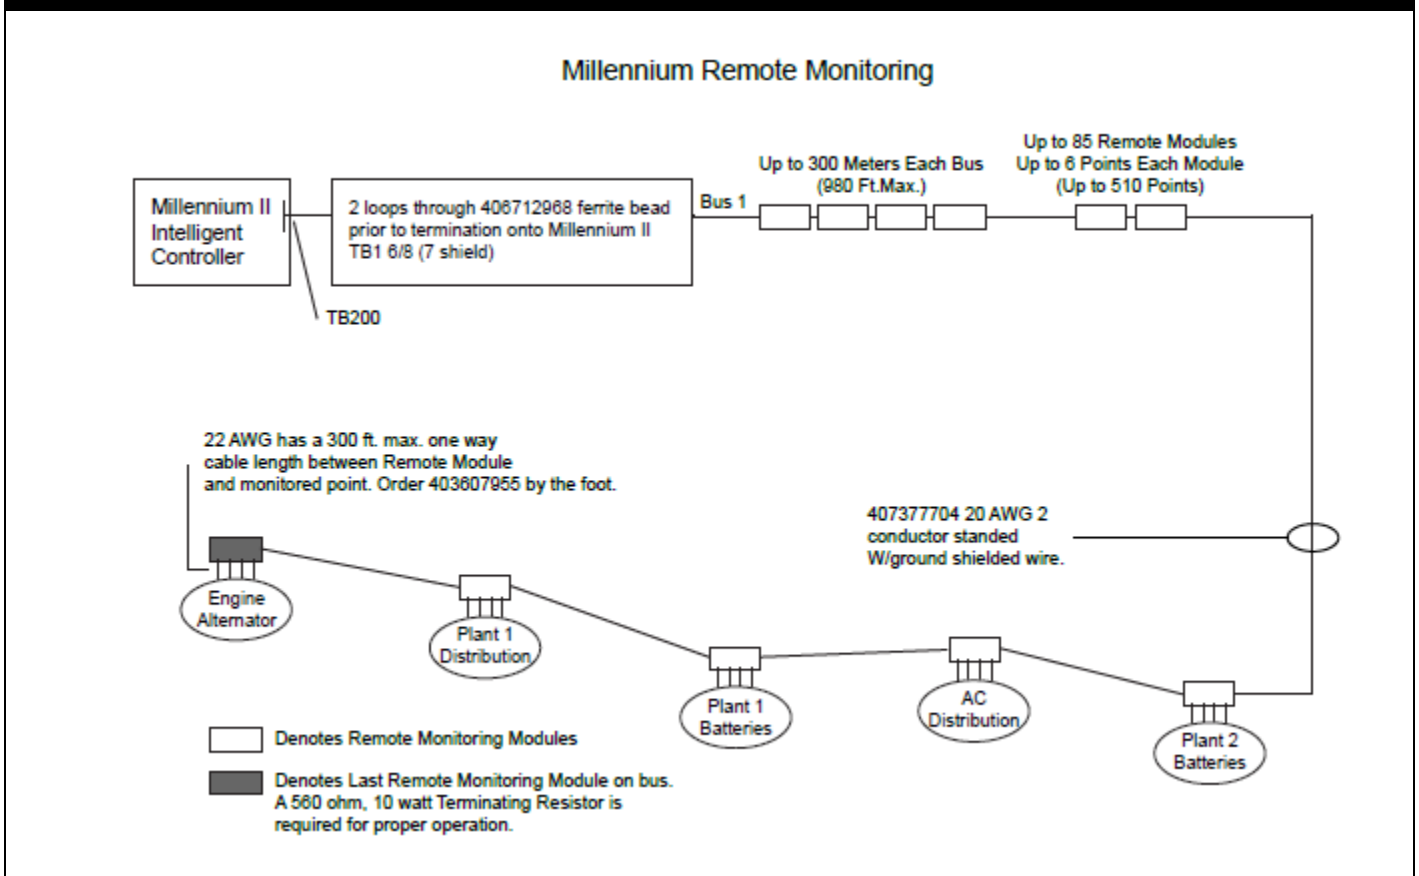 Millennium Remote Monitoring
Up to 85 Remote Modules
Up to 6 Points Each Module
(Up to 510 Points)
Up to 300 Meters Each Bus
(980 Ft.Max.)
Millennium II
Intelligent
Controller
2 loops through 406712968 ferrite bead
prior to termination onto Millennium II
TB1 6/8 (7 shield)
Bus 1
TB200
22 AWG has a 300 ft. max. one way
cable length between Remote Module
and monitored point. Order 403607955 by the foot.
407377704 20 AWG 2
conductor standed
W/ground shielded wire.
Engine
Alternator
Plant 1
Distribution
Plant 1
Batteries
AC
Distribution
Plant 2
Batteries
Denotes Remote Monitoring Modules
Denotes Last Remote Monitoring Module on bus.
A 560 ohm, 10 watt Terminating Resistor is
required for proper operation.